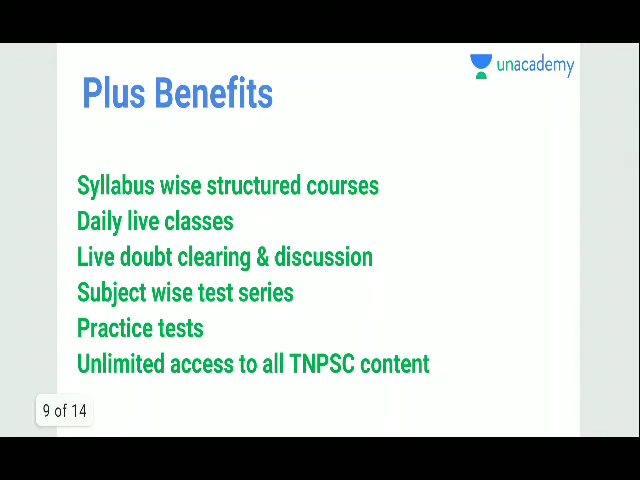 unacademy
Plus Benefits
Syllabus wise structured courses
Daily live classes
Live doubt clearing & discussion
Subject wise test series
Practice tests
Unlimited access to all TNPSC content
9 of 14